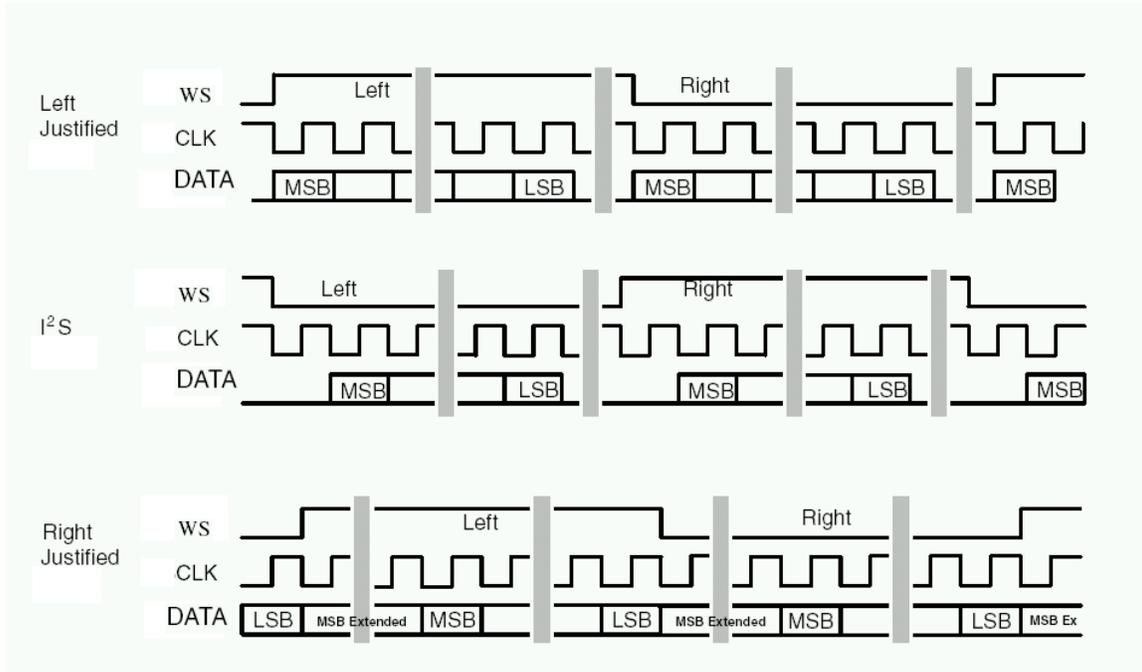 Left
Justified
WS Left Right
CLK
DATA MSB LSB MSB LSB MSB
I²S
WS Left Right
CLK
DATA MSB LSB MSB LSB MSB
Right
Justified
WS Left Right
CLK
DATA LSB MSB Extended MSB LSB MSB Extended MSB LSB MSB Ex